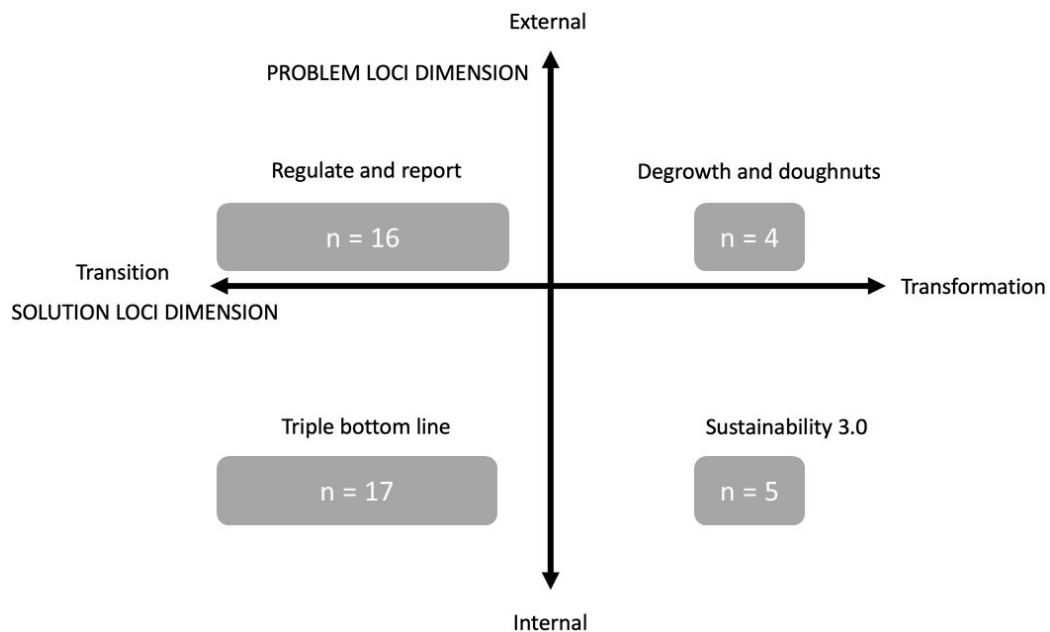 External
PROBLEM LOCI DIMENSION
Regulate and report
Degrowth and doughnuts
n = 16
n = 4
Transition
Transformation
SOLUTION LOCI DIMENSION
Triple bottom line
Sustainability 3.0
n = 17
n = 5
Internal